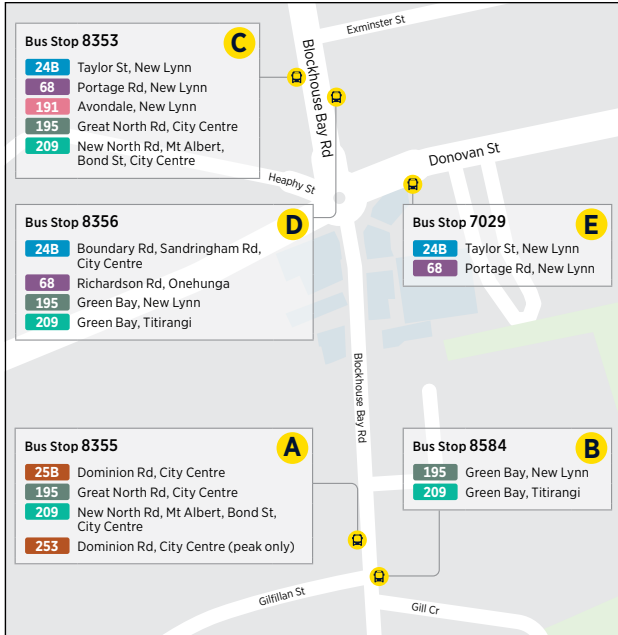 Exminster St
Bus Stop 8353
C
24B Taylor St, New Lynn
68 Portage Rd, New Lynn
191 Avondale, New Lynn
195 Great North Rd, City Centre
209 New North Rd, Mt Albert,
Bond St, City Centre
Blockhouse Bay Rd
Donovan St
Heaphy St
Bus Stop 8356
D
24B Boundary Rd, Sandringham Rd,
City Centre
68 Richardson Rd, Onehunga
195 Green Bay, New Lynn
209 Green Bay, Titirangi
Bus Stop 7029
E
24B Taylor St, New Lynn
68 Portage Rd, New Lynn
Blockhouse Bay Rd
Bus Stop 8355
A
25B Dominion Rd, City Centre
195 Great North Rd, City Centre
209 New North Rd, Mt Albert, Bond St,
City Centre
253 Dominion Rd, City Centre (peak only)
Bus Stop 8584
B
195 Green Bay, New Lynn
209 Green Bay, Titirangi
Gilfillan St
Gill Cr